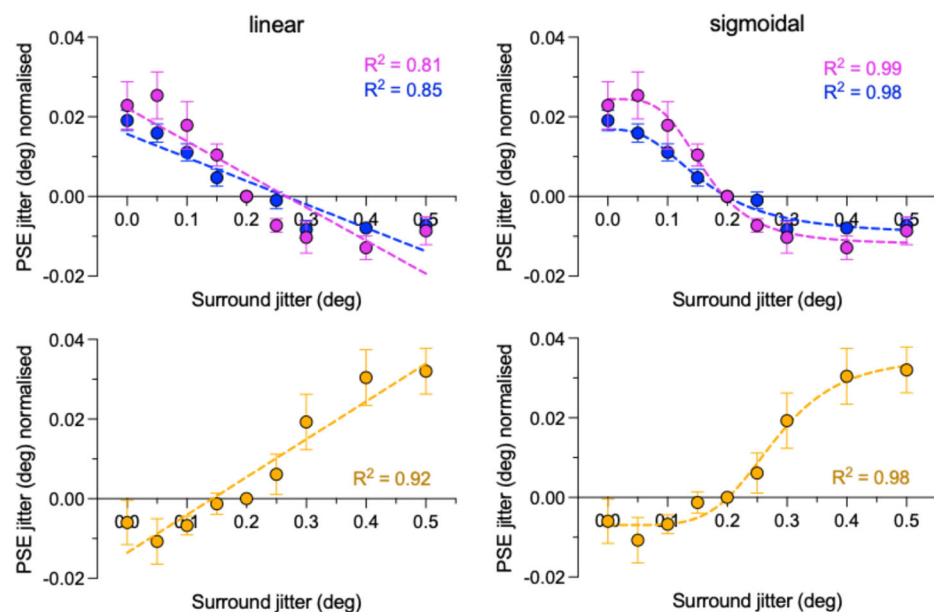 linear
0.04
R² = 0.81
R² = 0.85
0.02
0.00
-0.02
0.0 0.1 0.2 0.3 0.4 0.5
PSE jitter (deg) normalised
Surround jitter (deg)
sigmoidal
0.04
R² = 0.99
R² = 0.98
0.02
0.00
-0.02
0.0 0.1 0.2 0.3 0.4 0.5
PSE jitter (deg) normalised
Surround jitter (deg)
0.04
0.02
R² = 0.92
0.00
-0.02
0.0 0.1 0.2 0.3 0.4 0.5
PSE jitter (deg) normalised
Surround jitter (deg)
0.04
0.02
R² = 0.98
0.00
-0.02
0.0 0.1 0.2 0.3 0.4 0.5
PSE jitter (deg) normalised
Surround jitter (deg)